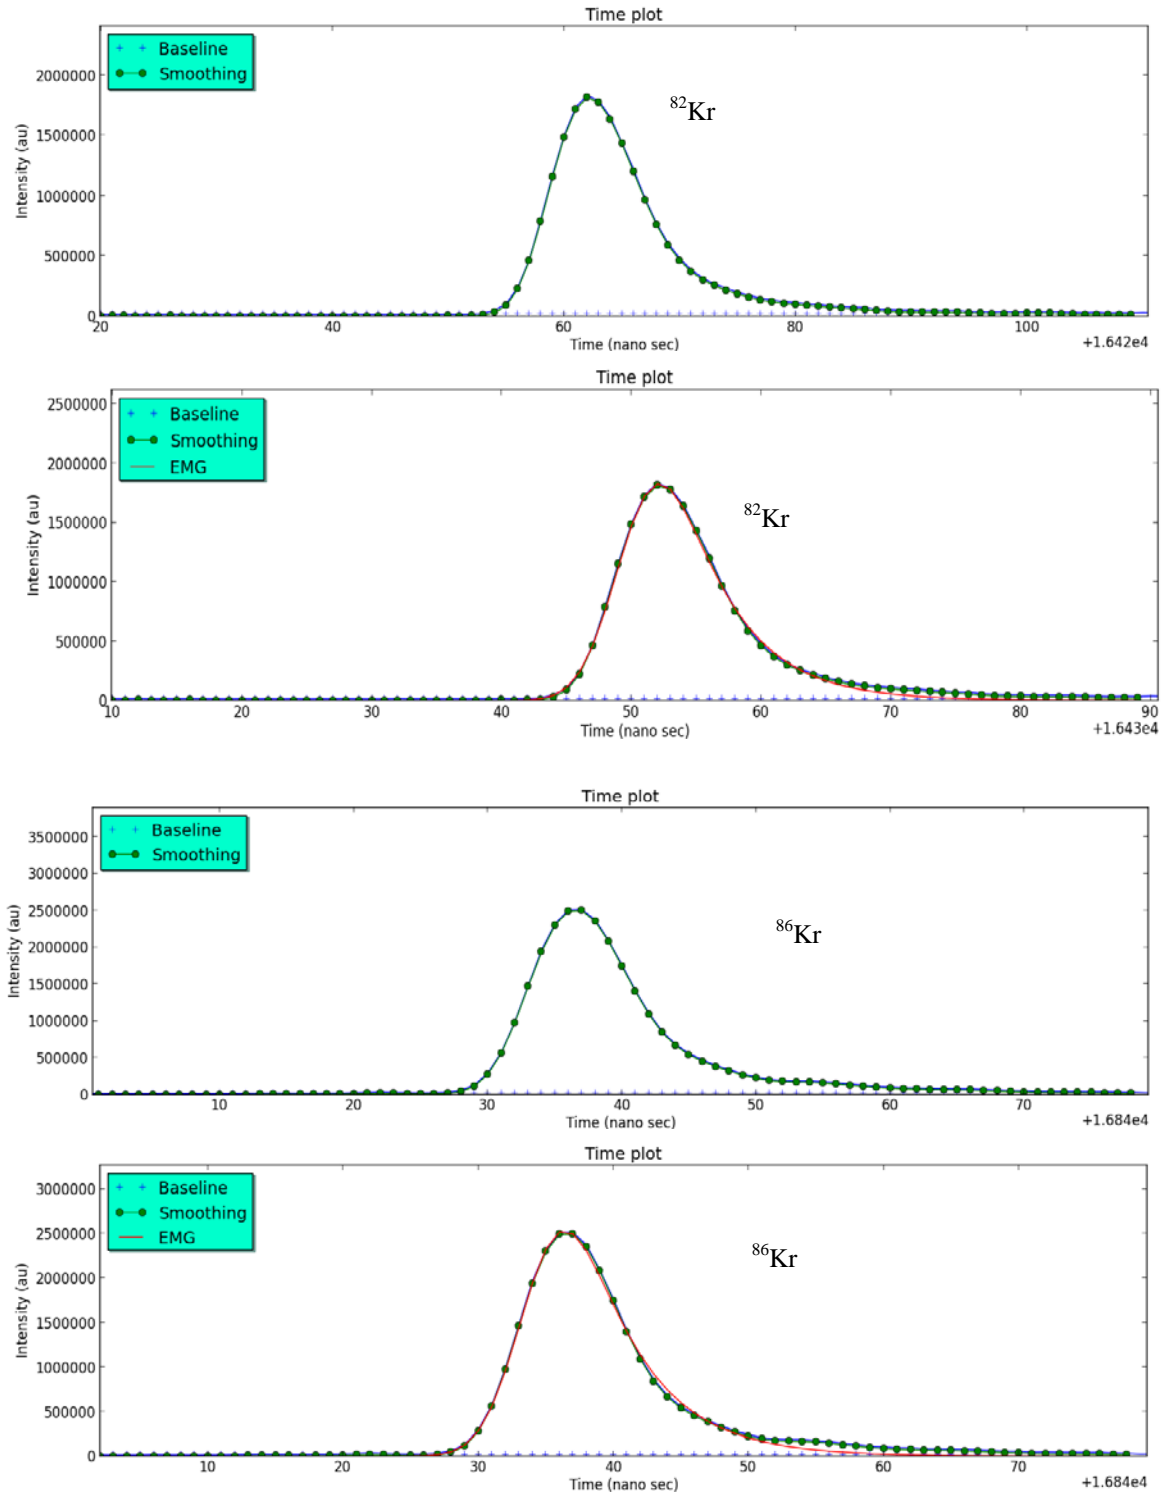 Time plot
Baseline
Smoothing
⁸²Kr
Intensity (au)
2000000
1500000
1000000
500000
0
20 40 60 80 100
Time (nano sec)
+1.642e4
Time plot
Baseline
Smoothing
EMG
⁸²Kr
Intensity (au)
2500000
2000000
1500000
1000000
500000
0
10 20 30 40 50 60 70 80 90
Time (nano sec)
+1.643e4
Time plot
Baseline
Smoothing
⁸⁶Kr
Intensity (au)
3500000
3000000
2500000
2000000
1500000
1000000
500000
0
10 20 30 40 50 60 70
Time (nano sec)
+1.684e4
Time plot
Baseline
Smoothing
EMG
⁸⁶Kr
Intensity (au)
3000000
2500000
2000000
1500000
1000000
500000
0
10 20 30 40 50 60 70
Time (nano sec)
+1.684e4